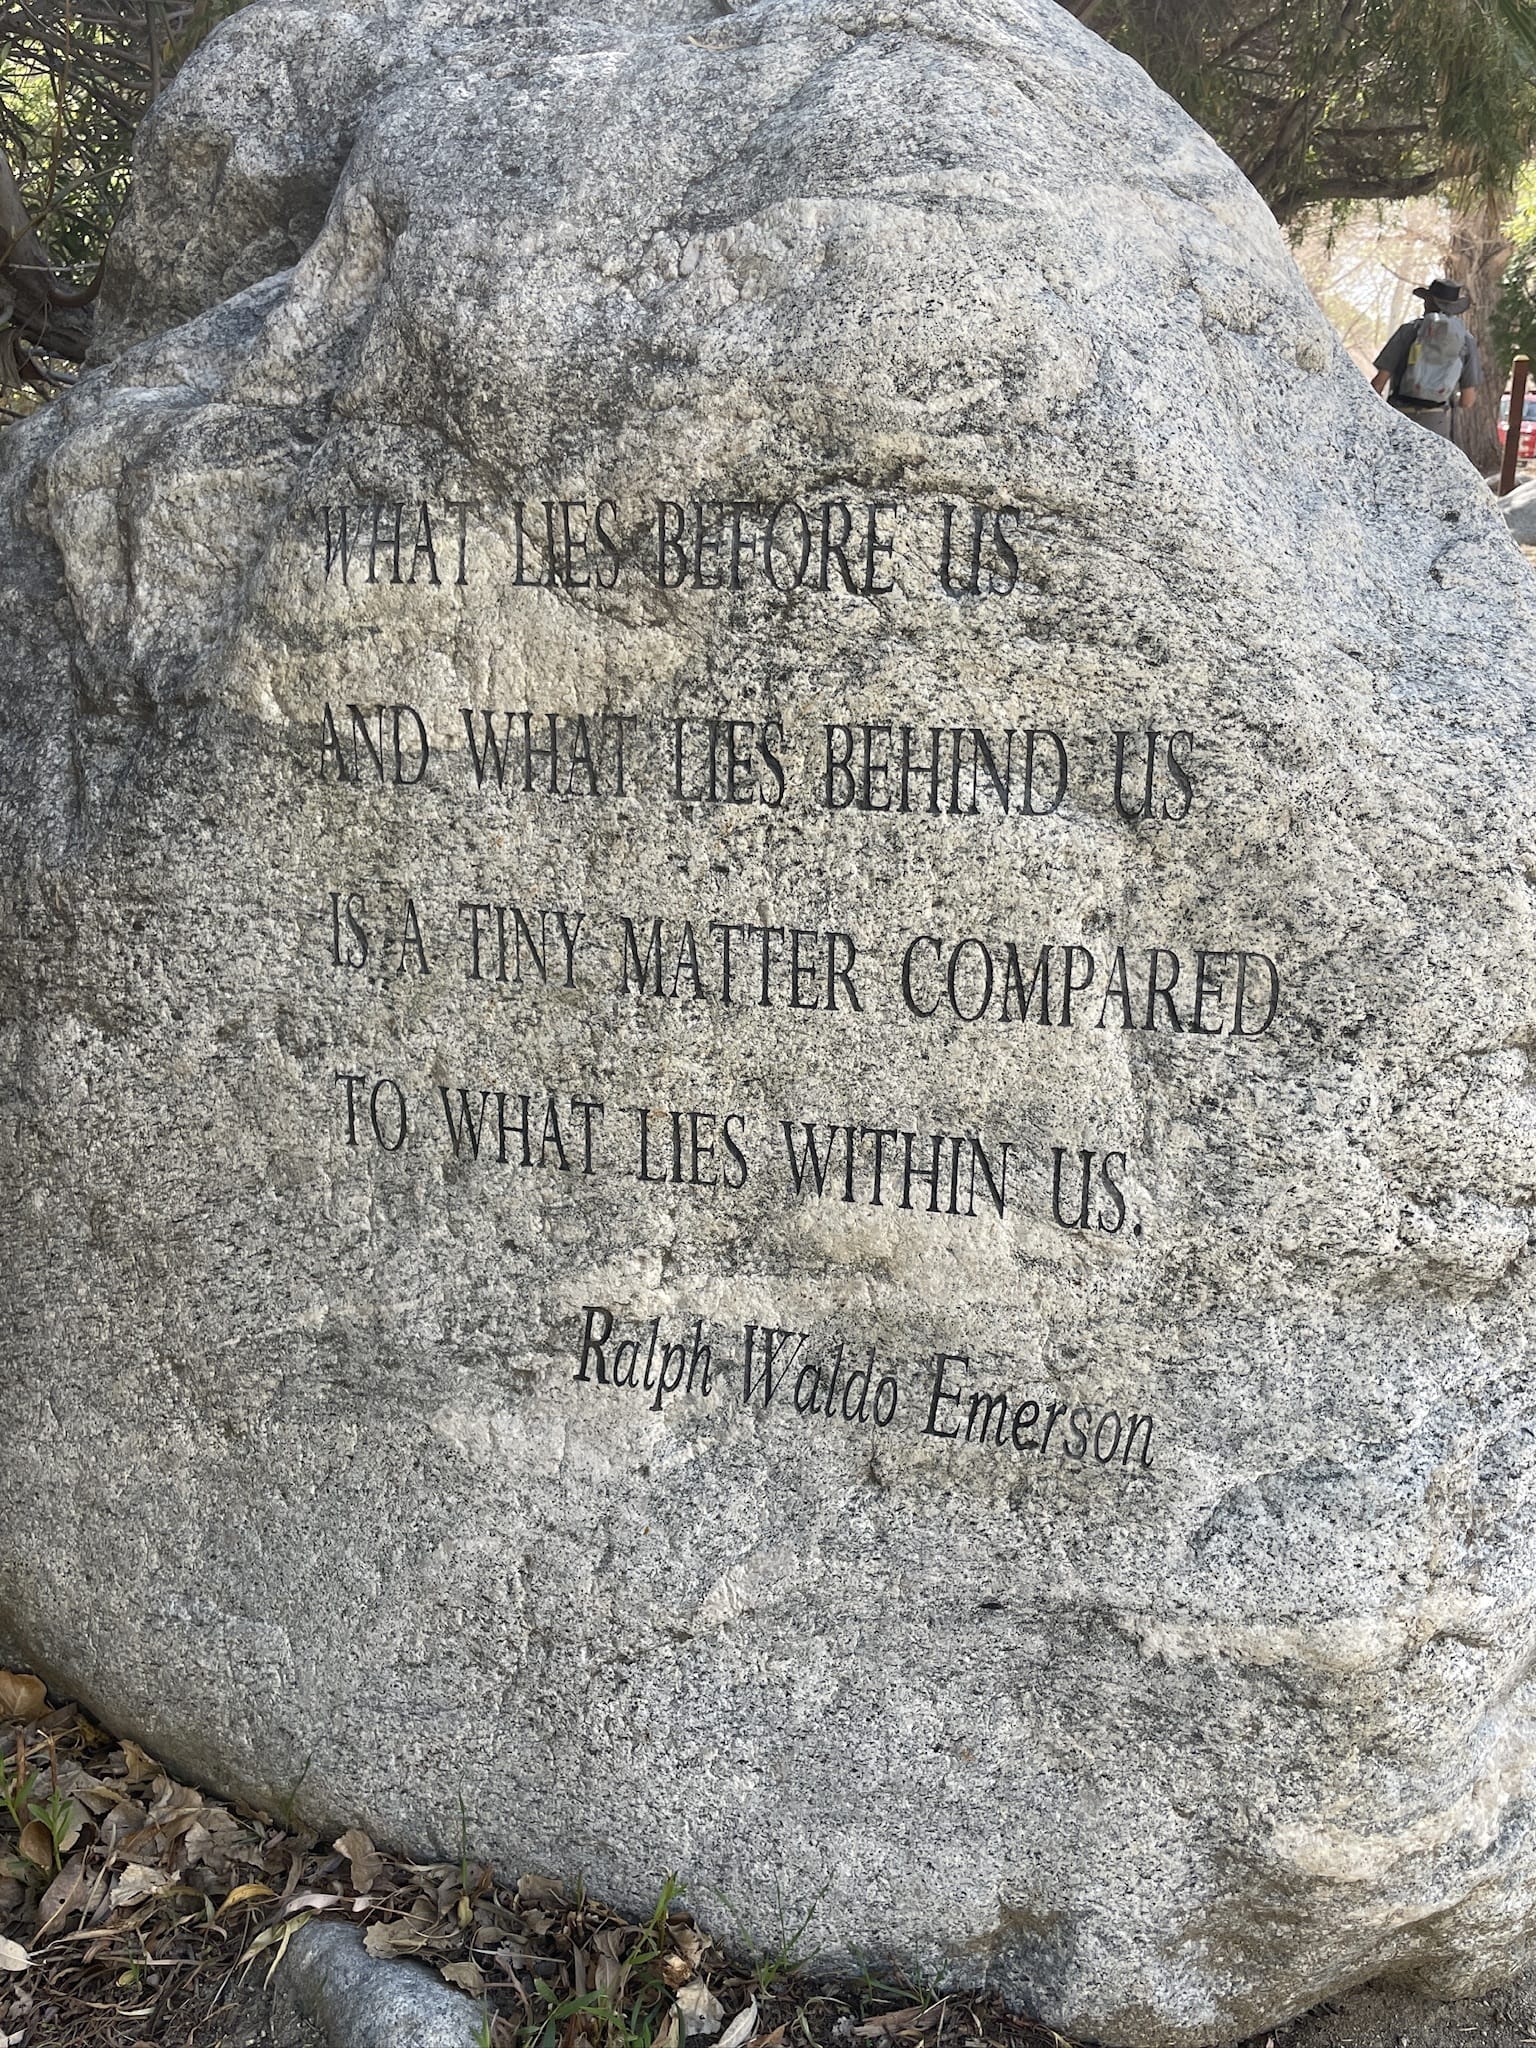 WHAT LIES BEFORE US
AND WHAT LIES BEHIND US
IS A TINY MATTER COMPARED
TO WHAT LIES WITHIN US.
Ralph Waldo Emerson